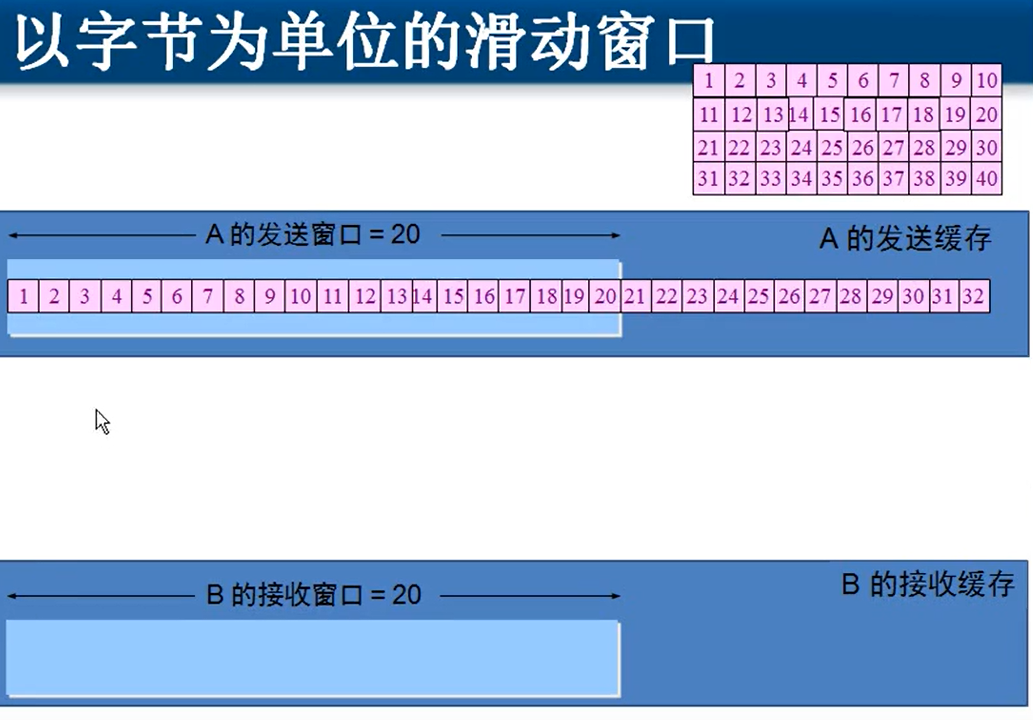 以字节为单位的滑动窗口
1 2 3 4 5 6 7 8 9 10
11 12 13 14 15 16 17 18 19 20
21 22 23 24 25 26 27 28 29 30
31 32 33 34 35 36 37 38 39 40
A 的发送窗口 = 20
A 的发送缓存
1 2 3 4 5 6 7 8 9 10 11 12 13 14 15 16 17 18 19 20 21 22 23 24 25 26 27 28 29 30 31 32
B 的接收窗口 = 20
B 的接收缓存